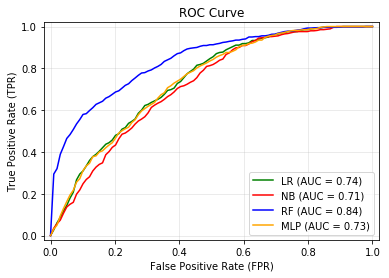 ROC Curve
True Positive Rate (TPR)
1.0
0.8
0.6
0.4
0.2
0.0
LR (AUC = 0.74)
NB (AUC = 0.71)
RF (AUC = 0.84)
MLP (AUC = 0.73)
0.0 0.2 0.4 0.6 0.8 1.0
False Positive Rate (FPR)